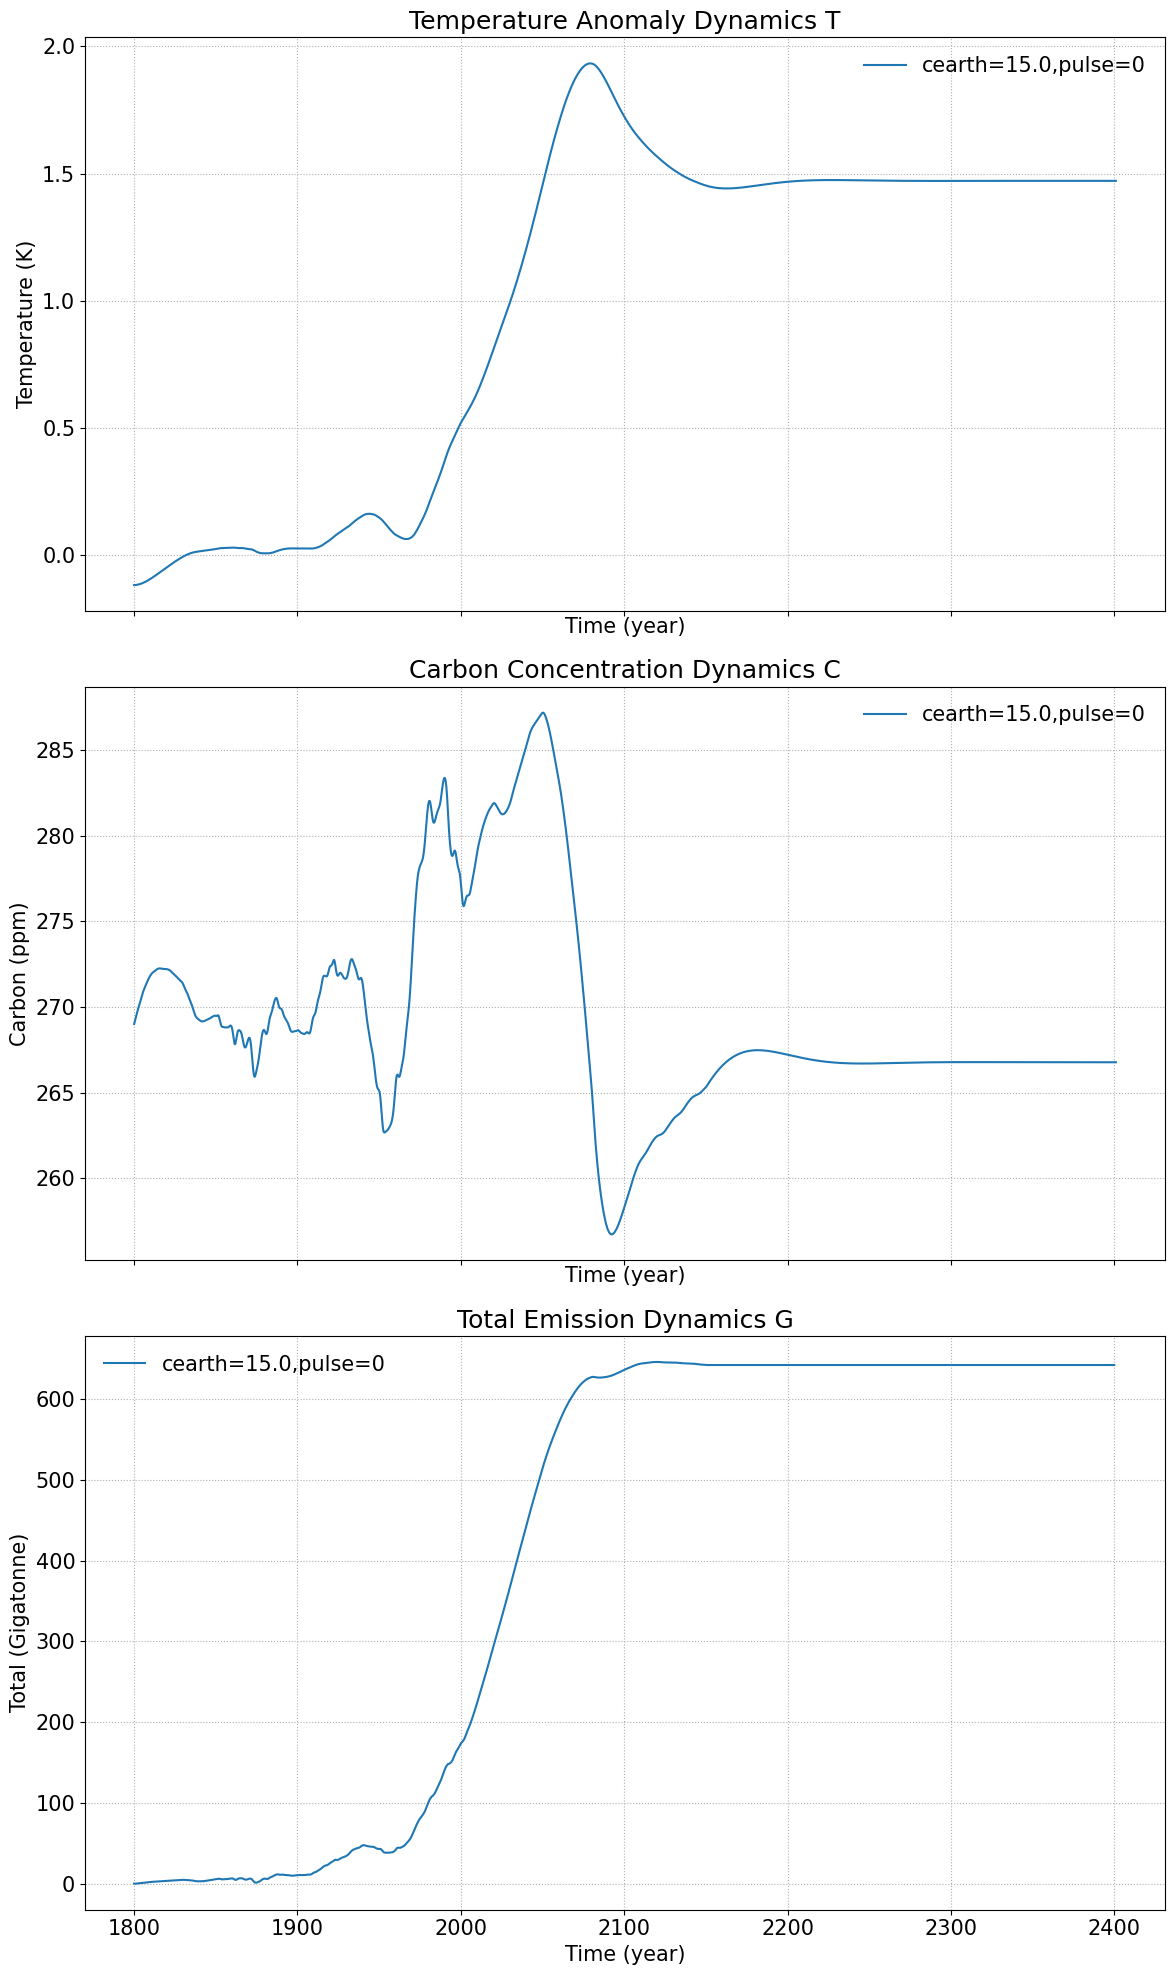 Temperature Anomaly Dynamics T
cearth=15.0,pulse=0
2.0
1.5
1.0
0.5
0.0
Temperature (K)
Time (year)
Carbon Concentration Dynamics C
cearth=15.0,pulse=0
285
280
275
270
265
260
Carbon (ppm)
Time (year)
Total Emission Dynamics G
cearth=15.0,pulse=0
600
500
400
300
200
100
0
Total (Gigatonne)
1800 1900 2000 2100 2200 2300 2400
Time (year)